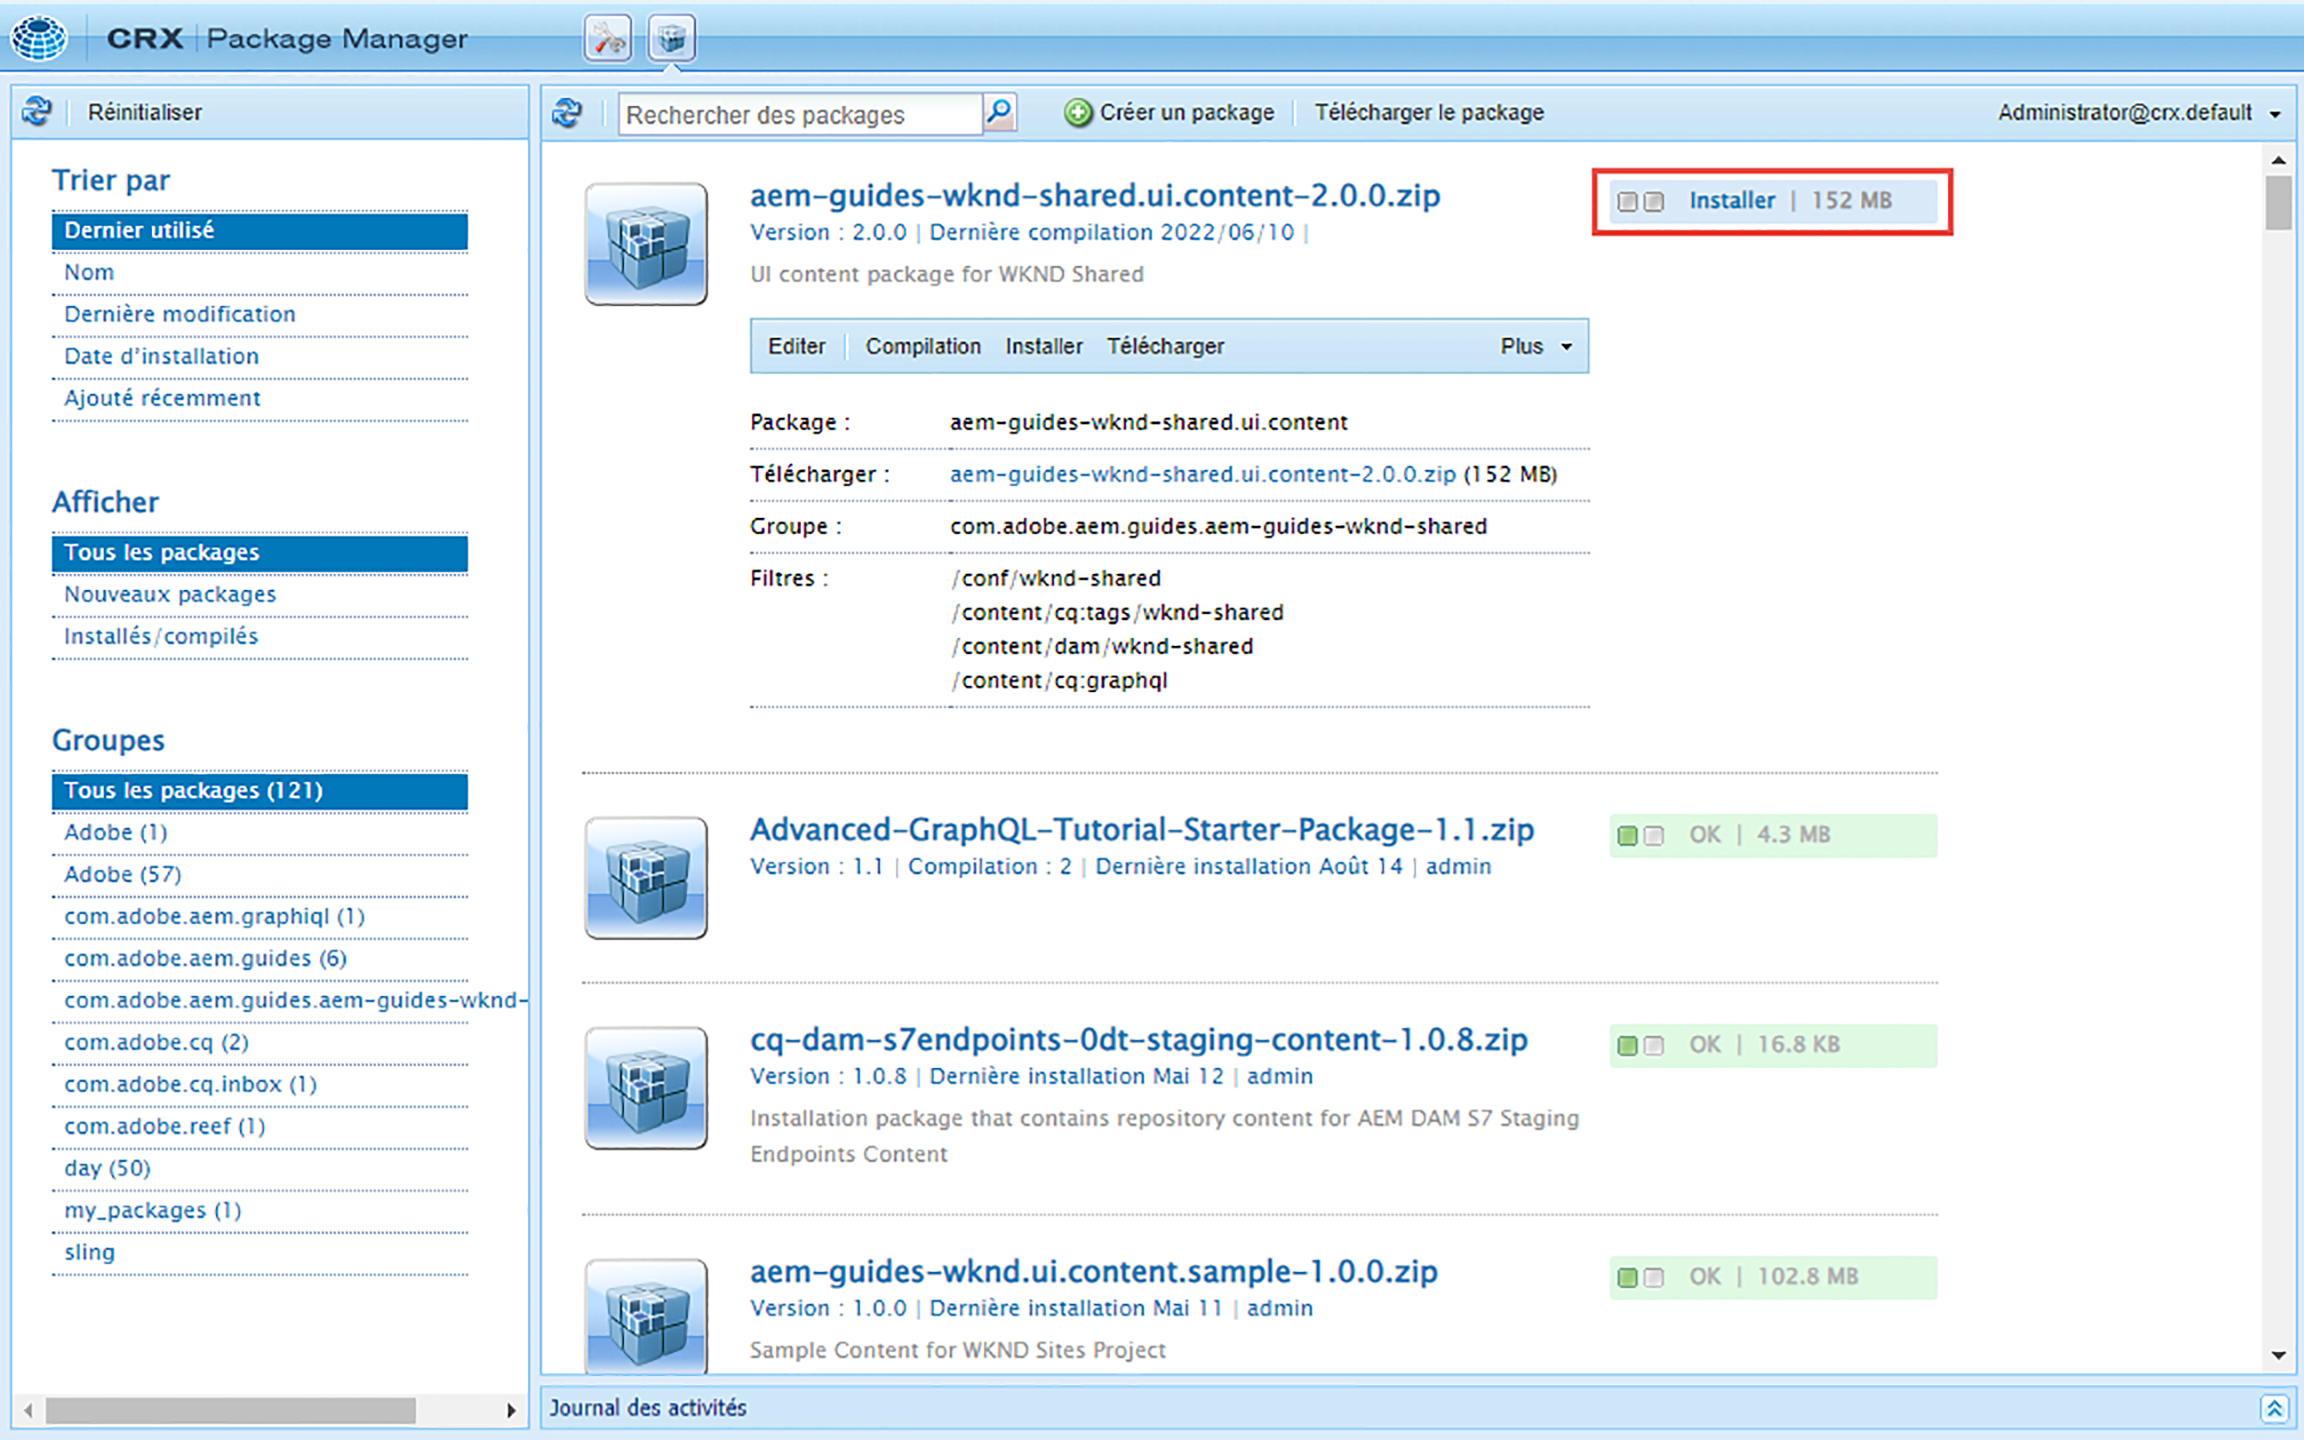 CRX Package Manager
Réinitialiser
Rechercher des packages
Créer un package
Télécharger le package
Administrator@crx.default
Trier par
Dernier utilisé
Nom
Dernière modification
Date d'installation
Ajouté récemment
Afficher
Tous les packages
Nouveaux packages
Installés/compilés
Groupes
Tous les packages (121)
Adobe (1)
Adobe (57)
com.adobe.aem.graphiql (1)
com.adobe.aem.guides (6)
com.adobe.aem.guides.aem-guides-wknd-
com.adobe.cq (2)
com.adobe.cq.inbox (1)
com.adobe.reef (1)
day (50)
my_packages (1)
sling
aem-guides-wknd-shared.ui.content-2.0.0.zip
Version : 2.0.0 | Dernière compilation 2022/06/10 |
UI content package for WKND Shared
Installer | 152 MB
Editer
Compilation
Installer
Télécharger
Plus
Package : aem-guides-wknd-shared.ui.content
Télécharger : aem-guides-wknd-shared.ui.content-2.0.0.zip (152 MB)
Groupe : com.adobe.aem.guides.aem-guides-wknd-shared
Filtres : /conf/wknd-shared
/content/cq:tags/wknd-shared
/content/dam/wknd-shared
/content/cq:graphql
Advanced-GraphQL-Tutorial-Starter-Package-1.1.zip
Version : 1.1 | Compilation : 2 | Dernière installation Août 14 | admin
OK | 4.3 MB
cq-dam-s7endpoints-0dt-staging-content-1.0.8.zip
Version : 1.0.8 | Dernière installation Mai 12 | admin
Installation package that contains repository content for AEM DAM S7 Staging
Endpoints Content
OK | 16.8 KB
aem-guides-wknd.ui.content.sample-1.0.0.zip
Version : 1.0.0 | Dernière installation Mai 11 | admin
Sample Content for WKND Sites Project
OK | 102.8 MB
Journal des activités